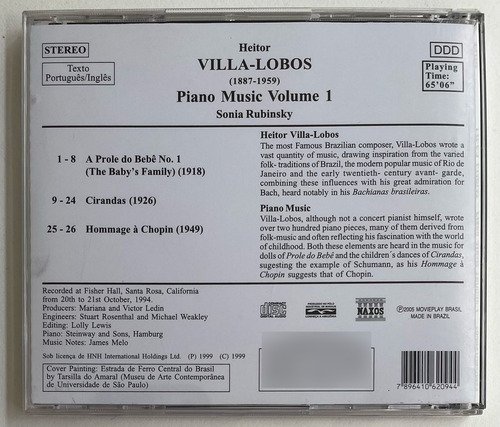 STEREO
Texto
Português/Inglês
Heitor
VILLA-LOBOS
(1887-1959)
Piano Music Volume 1
Sonia Rubinsky
DDD
Playing
Time:
65'06"
1 - 8 A Prole do Bebê No. 1
(The Baby's Family) (1918)
9 - 24 Cirandas (1926)
25 - 26 Hommage à Chopin (1949)
Heitor Villa-Lobos
The most Famous Brazilian composer, Villa-Lobos wrote a
vast quantity of music, drawing inspiration from the varied
folk- traditions of Brazil, the modern popular music of Rio
de Janeiro and the early twentieth- century avant- garde,
combining these influences with his great admiration for
Bach, heard notably in his Bachianas brasileiras.
Piano Music
Villa-Lobos, although not a concert pianist himself, wrote
over two hundred piano pieces, many of them derived from
folk-music and often reflecting his fascination with the world of
childhood. Both these elements are heard in the music for
dolls of Prole do Bebê and the children´s dances of Cirandas,
sugesting the example of Schumann, as his Hommage à
Chopin suggests that of Chopin.
Recorded at Fisher Hall, Santa Rosa, California
from 20th to 21st October, 1994.
Producers: Mariana and Victor Ledin
Engineers: Stuart Rosenthal and Michael Weakley
Editing: Lolly Lewis
Piano: Steinway and Sons, Hamburg
Music Notes: James Melo
Sob licença de HNH International Holdings Ltd. (P) 1999 (C) 1999
Cover Painting: Estrada de Ferro Central do Brasil
by Tarsilla do Amaral (Museu de Arte Contemporânea
de Universidade de São Paulo)
NAXOS
℗2005 MOVIEPLAY BRASIL
MADE IN BRAZIL
7896410620944